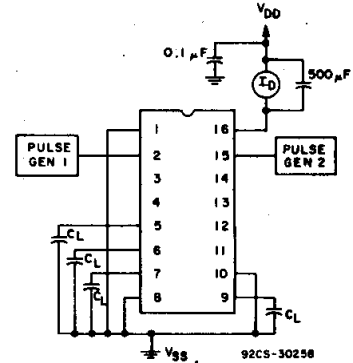 VDD
0.1 µF
ID
500 µF
PULSE GEN 1
PULSE GEN 2
1 16
2 15
3 14
4 13
5 12
6 11
7 10
8 9
CL
CL
CL
CL
VSS
92CS-30258